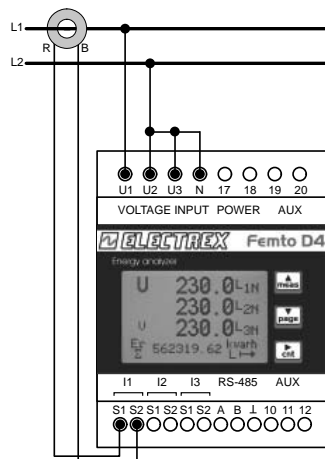 L1
R B
L2
U1 U2 U3 N 17 18 19 20
VOLTAGE INPUT POWER AUX
ELECTREX Femto D4
Energy analyzer
U 230.0 L1N
230.0 L2N
U 230.0 L3N
Er Σ 562319.62 kvarh L
meas
page
cnt
I1 I2 I3 RS-485 AUX
S1 S2 S1 S2 S1 S2 A B ⊥ 10 11 12